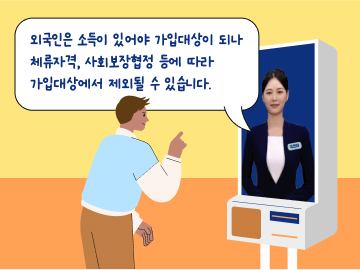 외국인은 소득이 있어야 가입대상이 되나
체류자격, 사회보장협정 등에 따라
가입대상에서 제외될 수 있습니다.